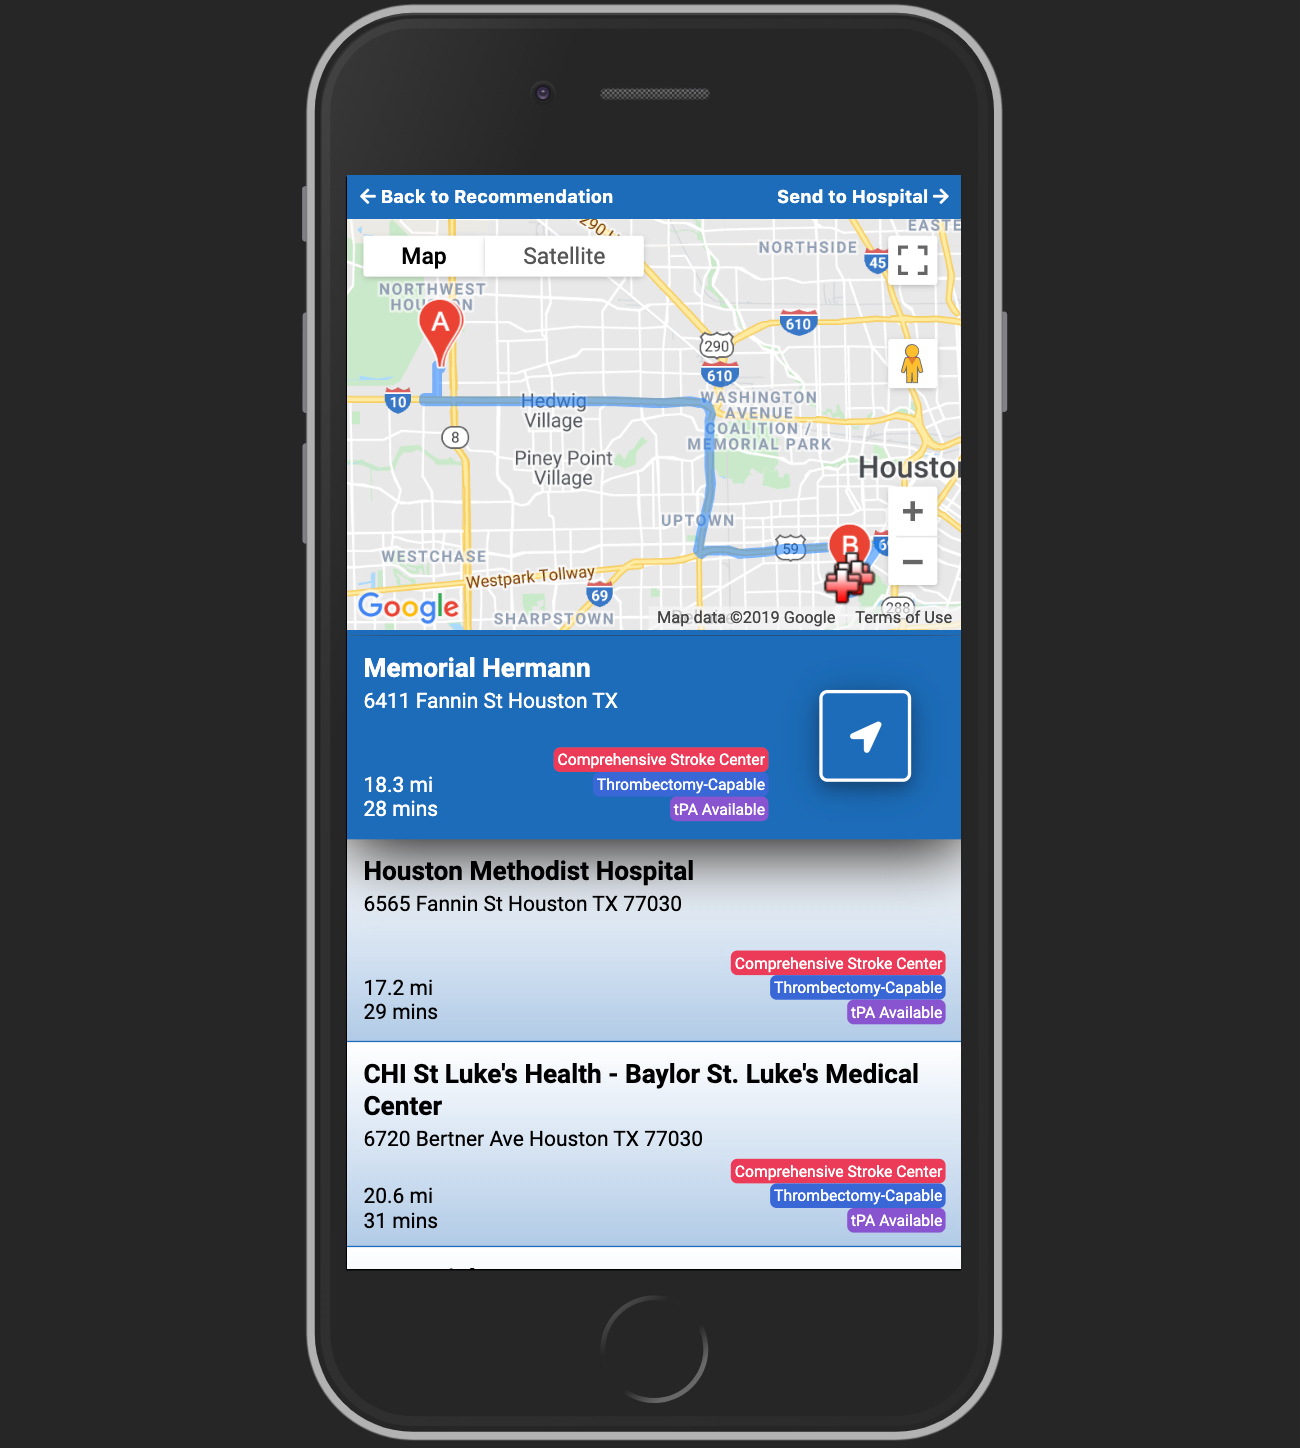 Back to Recommendation
Send to Hospital
290
EASTE
NORTHSIDE
45
Map
Satellite
NORTHWEST
HOUSTON
A
610
290
610
10
Hedwig
Village
WASHINGTON
AVENUE
COALITION /
MEMORIAL PARK
8
Piney Point
Village
Houston
UPTOWN
59
B
WESTCHASE
Westpark Tollway
69
288
Google
SHARPSTOWN
Map data ©2019 Google
Terms of Use
Memorial Hermann
6411 Fannin St Houston TX
Comprehensive Stroke Center
18.3 mi
Thrombectomy-Capable
28 mins
tPA Available
Houston Methodist Hospital
6565 Fannin St Houston TX 77030
Comprehensive Stroke Center
17.2 mi
Thrombectomy-Capable
29 mins
tPA Available
CHI St Luke's Health - Baylor St. Luke's Medical
Center
6720 Bertner Ave Houston TX 77030
Comprehensive Stroke Center
20.6 mi
Thrombectomy-Capable
31 mins
tPA Available